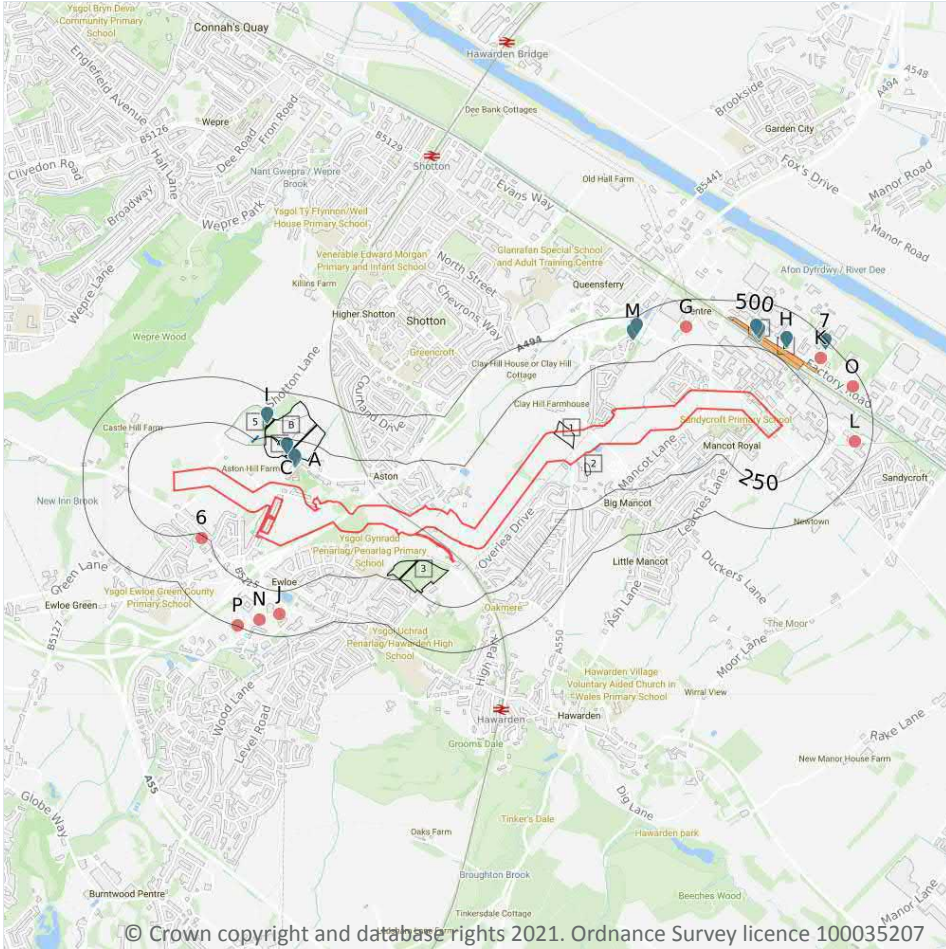 Ysgol Bryn Deva
Community Primary
School
Connah's Quay
Hawarden Bridge
A548
A494
Englefield Avenue
B5126
Wepre
Dee Road
Fron Road
Dee Bank Cottages
Brookside
Garden City
Clivedon Ro.
Hall Lane
Broadway
Nant Gwepra / Wepre
Brook
B5129
Shotton
Old Hall Farm
B5441
Fox's Drive
Manor Road
Wepre Park
Evans Way
Ysgol Ty Ffynnon/Well
House Primary School
Manor Road
Wepre Lane
Venerable Edward Morgan
Primary and Infant School
North Street
Glanrafan Special School
and Adult Training Centre
Afon Dyfrdwy / River Dee
Killins Farm
Chevrons Way
Queensferry
Higher Shotton
Shotton
M
G
500
H
7
K
Wepre Wood
Greencroft
A494
Clay Hill House or Clay Hill
Cottage
Factory Road
O
Shotton Lane
Courtland Drive
I
Clay Hill Farmhouse
Castle Hill Farm
5
B
1
Sandycroft Primary School
L
Mancot Royal
C
A
Aston Hill Farm
Aston
2
Mancot Lane
250
Sandycroft
New Inn Brook
Big Mancot
Leaches Lane
6
Overlea Drive
Newtown
Ysgol Gynradd
Penarlag/Penarlag Primary
School
3
Little Mancot
Green Lane
B5125
Ewloe
Duckers Lane
Ysgol Ewloe Green County
Primary School
Ewloe Green
P
N
J
Oakmere
Ash Lane
The Moor
B5127
Ysgol Uchrad
Penarlag/Hawarden High
School
High Park
A550
Moor Lane
Hawarden Village
Voluntary Aided Church in
Wales Primary School
Wirral View
Wood Lane
Level Road
Hawarden
Hawarden
Rake Lane
Grooms Dale
New Manor House Farm
A55
Dig Lane
Globe Way
Tinker's Dale
Oaks Farm
Hawarden park
Broughton Brook
Burntwood Pentre
Beeches Wood
Tinkersdale Cottage
Manor Lane
© Crown copyright and database rights 2021. Ordnance Survey licence 100035207